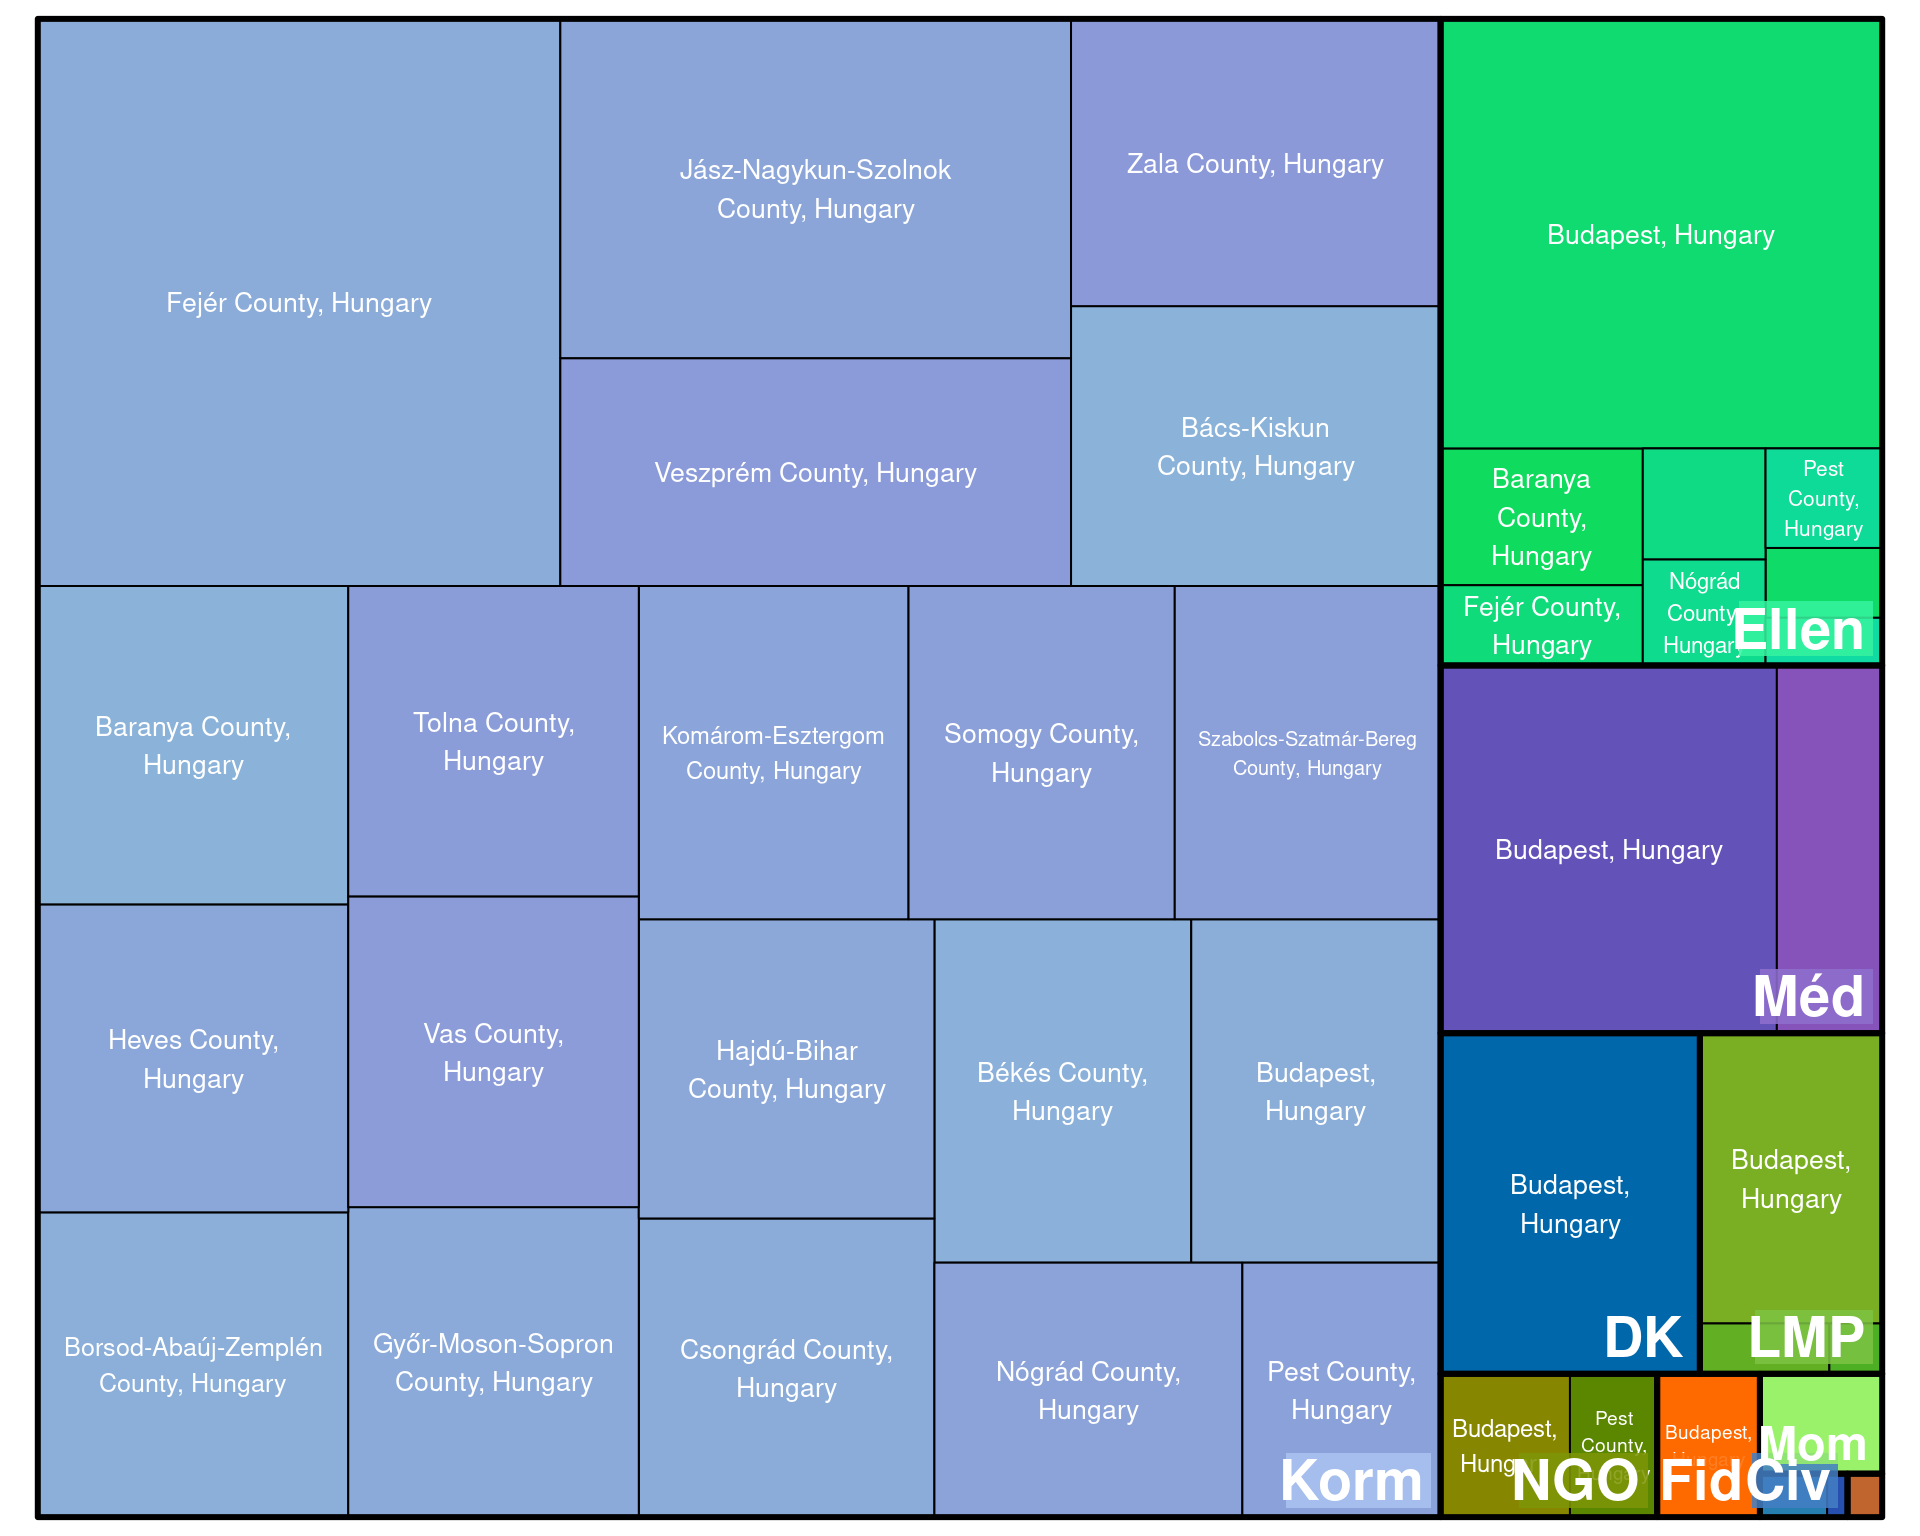 Fejér County, Hungary
Jász-Nagykun-Szolnok
County, Hungary
Zala County, Hungary
Veszprém County, Hungary
Bács-Kiskun
County, Hungary
Baranya County,
Hungary
Tolna County,
Hungary
Komárom-Esztergom
County, Hungary
Somogy County,
Hungary
Szabolcs-Szatmár-Bereg
County, Hungary
Heves County,
Hungary
Vas County,
Hungary
Hajdú-Bihar
County, Hungary
Békés County,
Hungary
Budapest,
Hungary
Borsod-Abaúj-Zemplén
County, Hungary
Győr-Moson-Sopron
County, Hungary
Csongrád County,
Hungary
Nógrád County,
Hungary
Pest County,
Hungary
Korm
Budapest, Hungary
Baranya
County,
Hungary
Pest
County,
Hungary
Fejér County,
Hungary
Nógrád
County,
Hungary
Ellen
Budapest, Hungary
Méd
Budapest,
Hungary
DK
Budapest,
Hungary
LMP
Budapest,
Hungary
Pest
County,
Hungary
NGO
Budapest,
Hungary
Fid
Mom
Civ